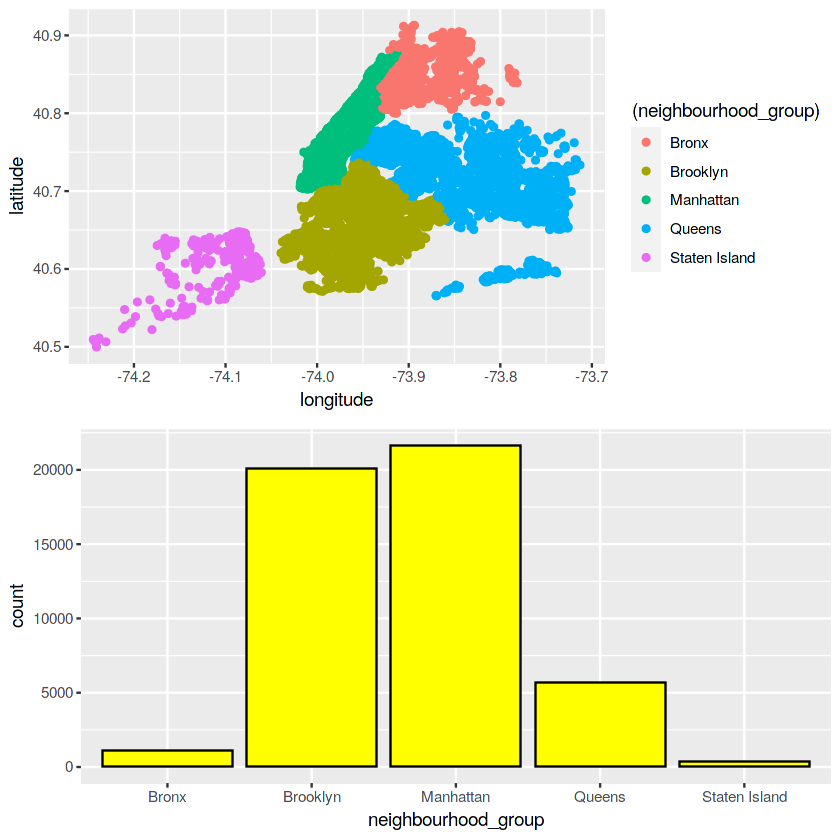 40.9
40.8
40.7
40.6
40.5
latitude
-74.2 -74.1 -74.0 -73.9 -73.8 -73.7
longitude
(neighbourhood_group)
Bronx
Brooklyn
Manhattan
Queens
Staten Island
20000
15000
10000
5000
0
count
Bronx Brooklyn Manhattan Queens Staten Island
neighbourhood_group